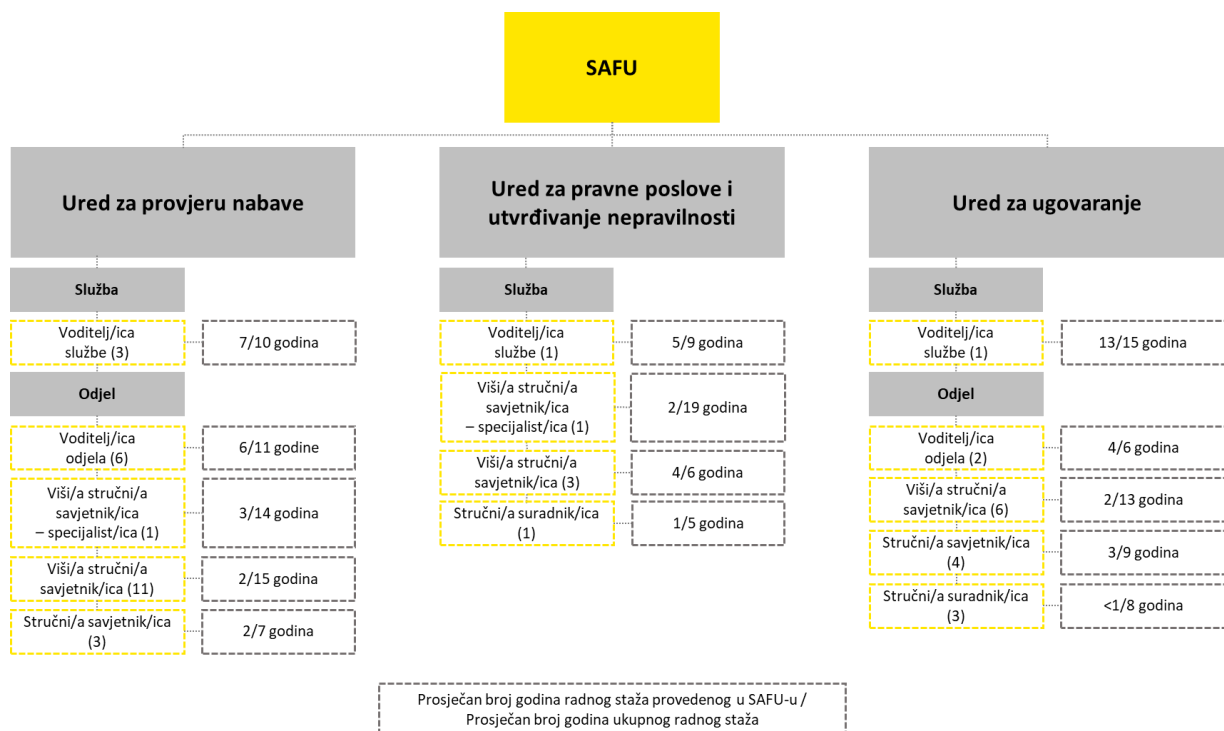 SAFU
Ured za provjeru nabave
Služba
Voditelj/ica
službe (3)
7/10 godina
Odjel
Voditelj/ica
odjela (6)
6/11 godine
Viši/a stručni/a
savjetnik/ica
– specijalist/ica (1)
3/14 godina
Viši/a stručni/a
savjetnik/ica (11)
2/15 godina
Stručni/a savjetnik/ica
(3)
2/7 godina
Ured za pravne poslove i
utvrđivanje nepravilnosti
Služba
Voditelj/ica
službe (1)
5/9 godina
Viši/a stručni/a
savjetnik/ica
– specijalist/ica (1)
2/19 godina
Viši/a stručni/a
savjetnik/ica (3)
4/6 godina
Stručni/a suradnik/ica
(1)
1/5 godina
Ured za ugovaranje
Služba
Voditelj/ica
službe (1)
13/15 godina
Odjel
Voditelj/ica
odjela (2)
4/6 godina
Viši/a stručni/a
savjetnik/ica (6)
2/13 godina
Stručni/a savjetnik/ica
(4)
3/9 godina
Stručni/a suradnik/ica
(3)
<1/8 godina
Prosječan broj godina radnog staža provedenog u SAFU-u /
Prosječan broj godina ukupnog radnog staža